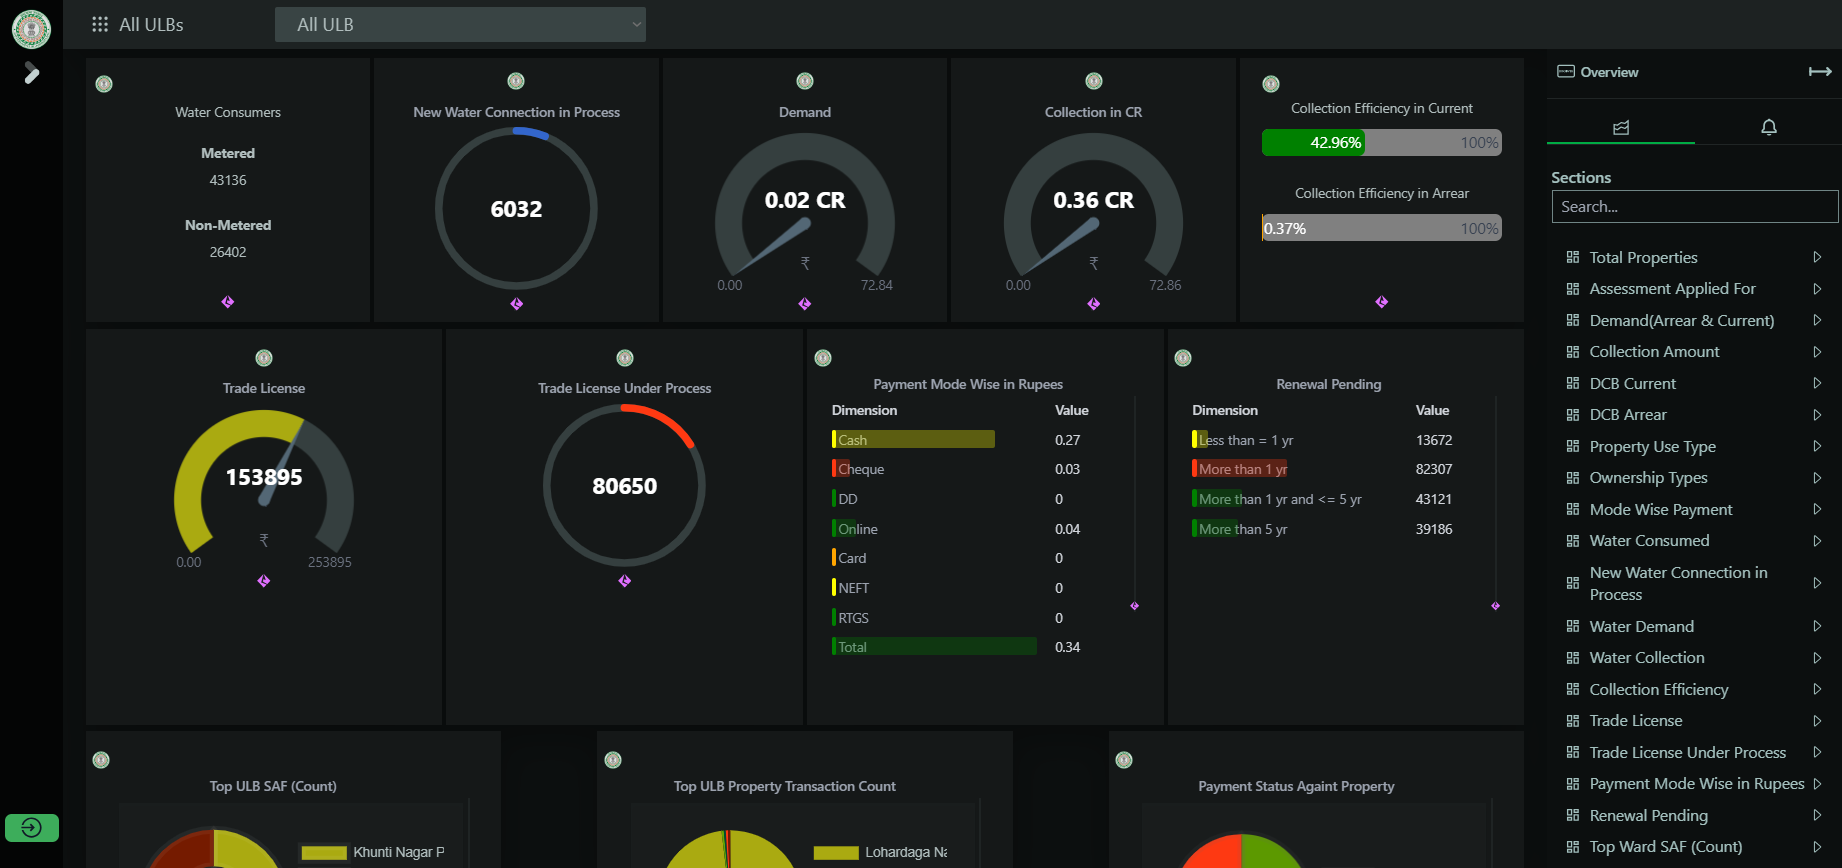 All ULBs
All ULB
Water Consumers
Metered
43136
Non-Metered
26402
New Water Connection in Process
6032
Demand
0.02 CR
₹
0.00
72.84
Collection in CR
0.36 CR
₹
0.00
72.86
Collection Efficiency in Current
42.96%
100%
Collection Efficiency in Arrear
0.37%
100%
Trade License
153895
₹
0.00
253895
Trade License Under Process
80650
Payment Mode Wise in Rupees
Dimension Value
Cash 0.27
Cheque 0.03
DD 0
Online 0.04
Card 0
NEFT 0
RTGS 0
Total 0.34
Renewal Pending
Dimension Value
Less than = 1 yr 13672
More than 1 yr 82307
More than 1 yr and <= 5 yr 43121
More than 5 yr 39186
Top ULB SAF (Count)
Khunti Nagar P
Top ULB Property Transaction Count
Lohardaga Na
Payment Status Againt Property
Overview
Sections
Search...
Total Properties
Assessment Applied For
Demand(Arrear & Current)
Collection Amount
DCB Current
DCB Arrear
Property Use Type
Ownership Types
Mode Wise Payment
Water Consumed
New Water Connection in
Process
Water Demand
Water Collection
Collection Efficiency
Trade License
Trade License Under Process
Payment Mode Wise in Rupees
Renewal Pending
Top Ward SAF (Count)